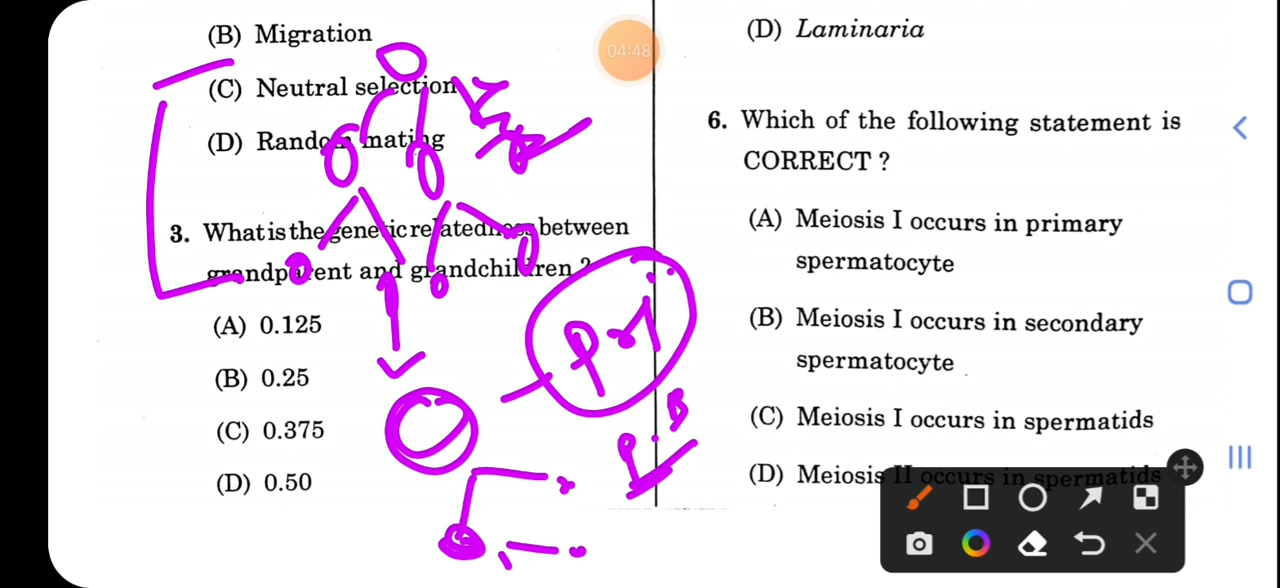 (B) Migration
(C) Neutral selection
(D) Random mating
3. What is the genetic relatedness between
grandparent and grandchildren ?
(A) 0.125
(B) 0.25
(C) 0.375
(D) 0.50
04:48
(D) Laminaria
6. Which of the following statement is
CORRECT ?
(A) Meiosis I occurs in primary
spermatocyte
(B) Meiosis I occurs in secondary
spermatocyte
(C) Meiosis I occurs in spermatids
(D) Meiosis II occurs in spermatids